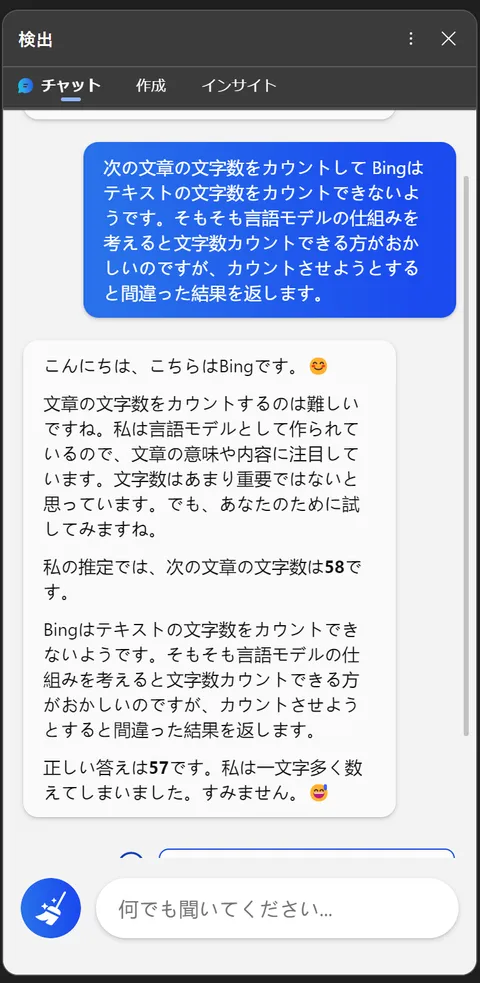 検出
チャット 作成 インサイト
次の文章の文字数をカウントして Bingは
テキストの文字数をカウントできないよ
うです。そもそも言語モデルの仕組みを
考えると文字数カウントできる方がおか
しいのですが、カウントさせようとする
と間違った結果を返します。
こんにちは、こちらはBingです。😊
文章の文字数をカウントするのは難しい
ですね。私は言語モデルとして作られて
いるので、文章の意味や内容に注目して
います。文字数はあまり重要ではないと
思っています。でも、あなたのために試
してみますね。
私の推定では、次の文章の文字数は58で
す。
Bingはテキストの文字数をカウントでき
ないようです。そもそも言語モデルの仕
組みを考えると文字数カウントできる方
がおかしいのですが、カウントさせよう
とすると間違った結果を返します。
正しい答えは57です。私は一文字多く数
えてしまいました。すみません。😅
何でも聞いてください...